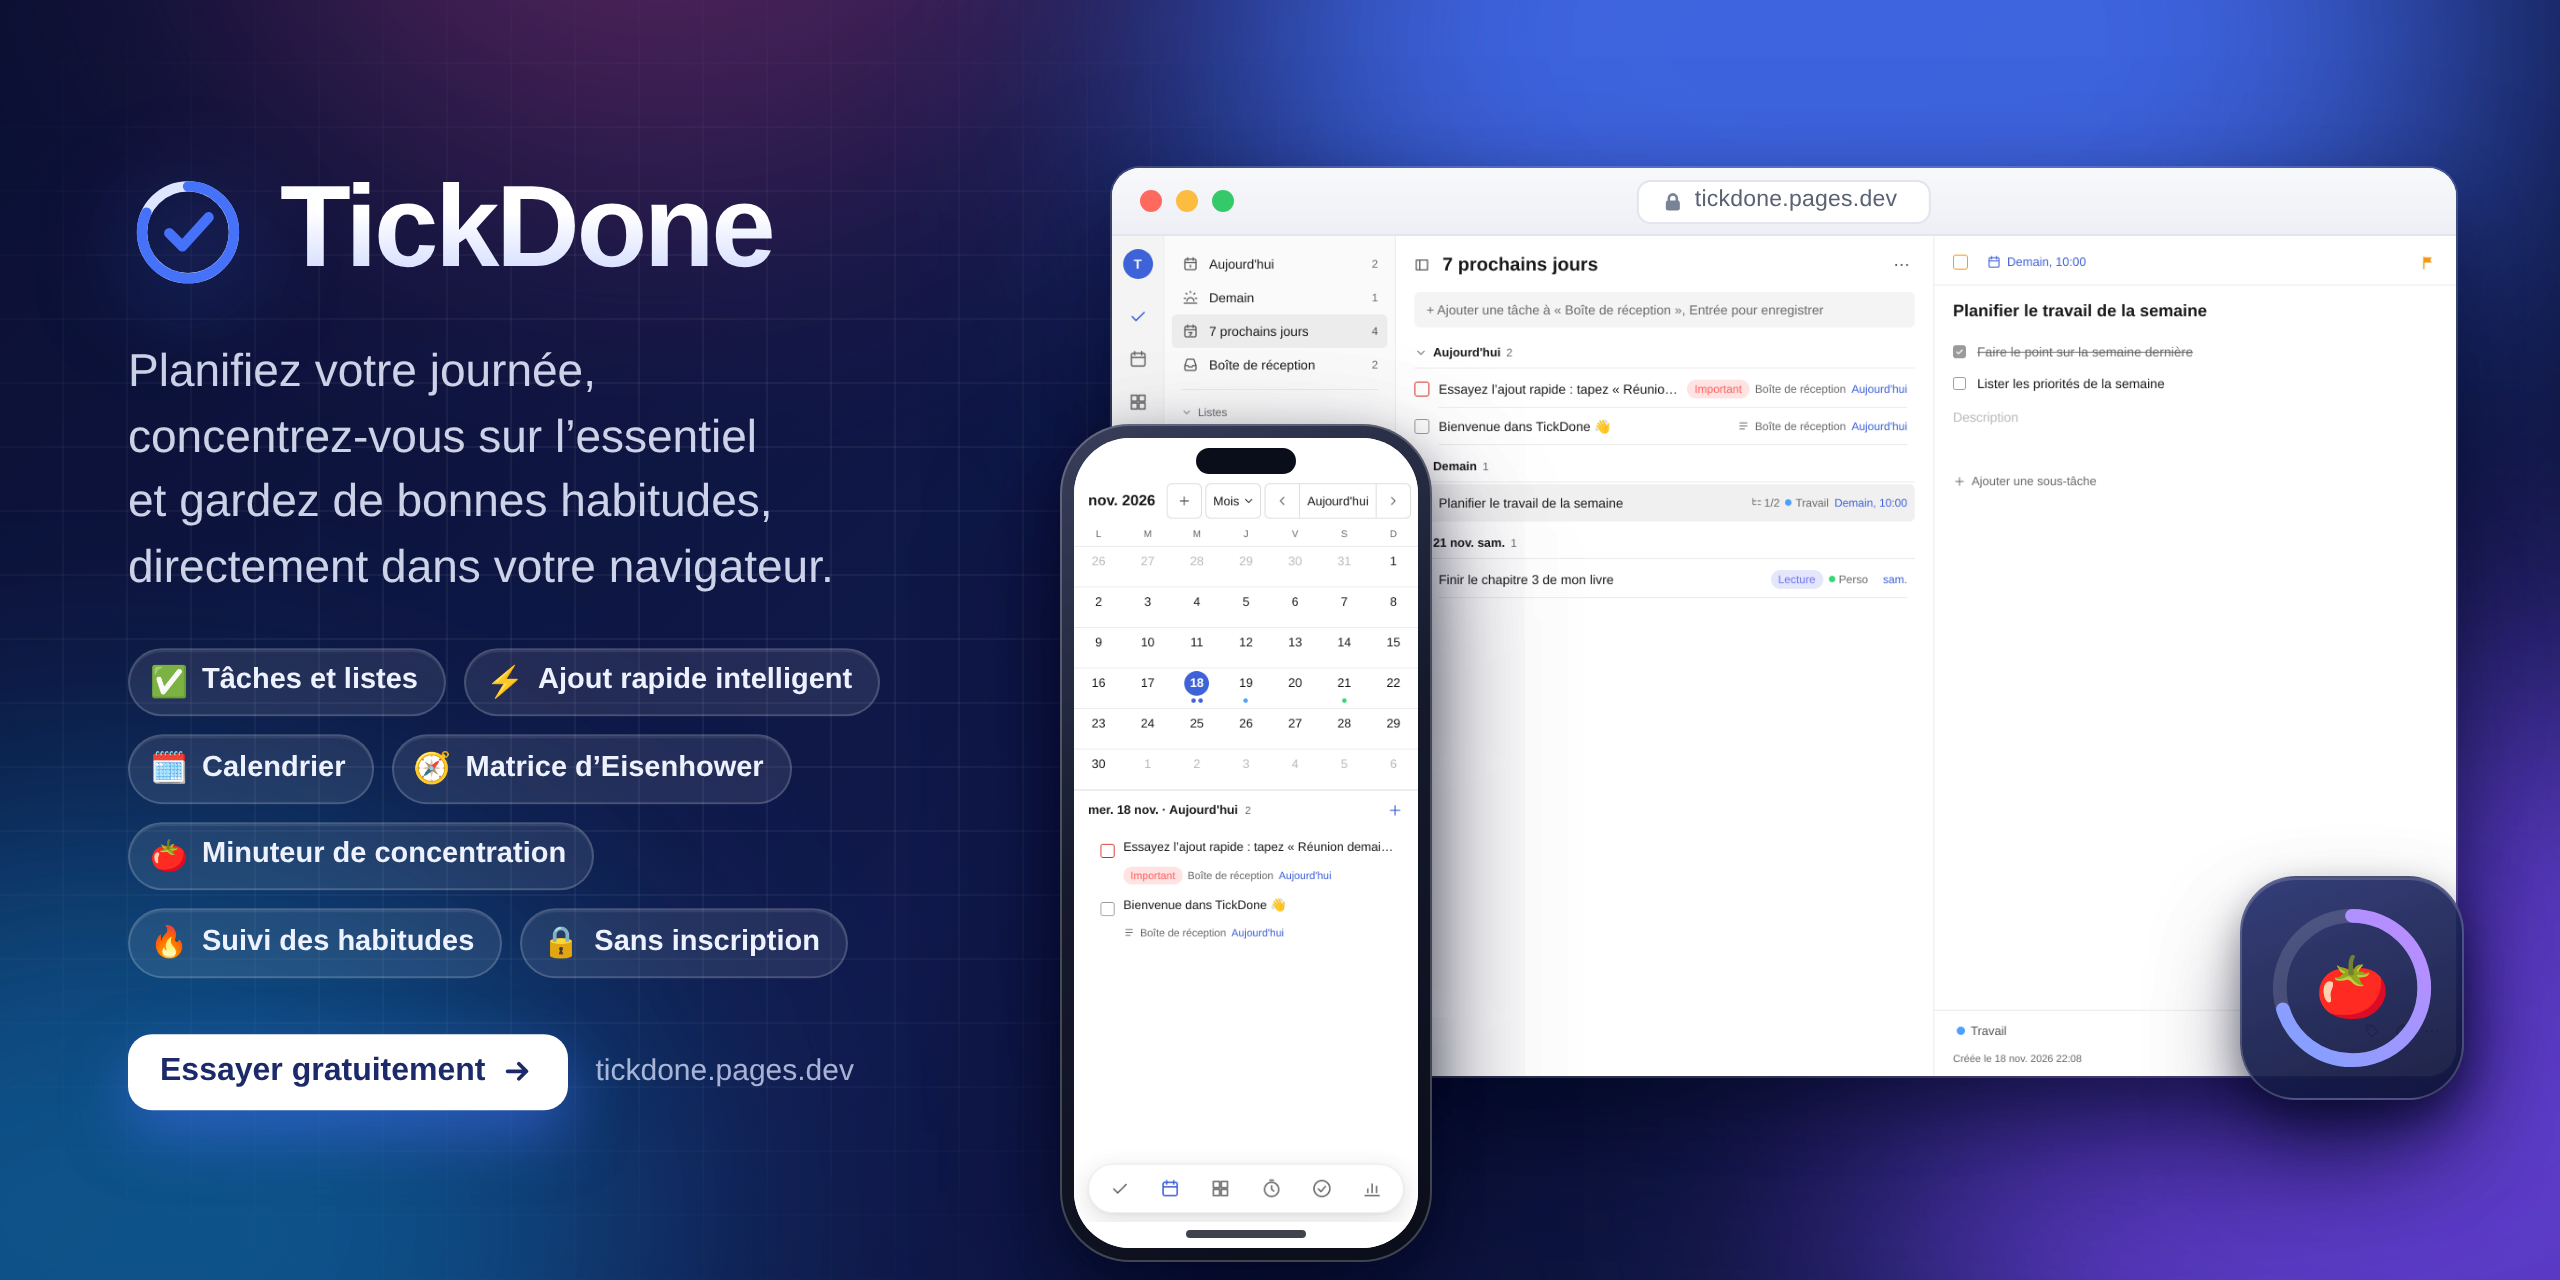 TickDone
Planifiez votre journée,
concentrez-vous sur l’essentiel
et gardez de bonnes habitudes,
directement dans votre navigateur.
✅ Tâches et listes
⚡ Ajout rapide intelligent
🗓️ Calendrier
🧭 Matrice d’Eisenhower
🍅 Minuteur de concentration
🔥 Suivi des habitudes
🔒 Sans inscription
Essayer gratuitement →
tickdone.pages.dev
tickdone.pages.dev
T
Aujourd'hui 2
Demain 1
7 prochains jours 4
Boîte de réception 2
Listes
7 prochains jours
+ Ajouter une tâche à « Boîte de réception », Entrée pour enregistrer
Aujourd'hui 2
Essayez l’ajout rapide : tapez « Réunio… Important Boîte de réception Aujourd'hui
Bienvenue dans TickDone 👋 Boîte de réception Aujourd'hui
Demain 1
Planifier le travail de la semaine 1/2 Travail Demain, 10:00
21 nov. sam. 1
Finir le chapitre 3 de mon livre Lecture Perso sam.
Demain, 10:00
Planifier le travail de la semaine
Faire le point sur la semaine dernière
Lister les priorités de la semaine
Description
+ Ajouter une sous-tâche
Travail
Créée le 18 nov. 2026 22:08
nov. 2026 + Mois Aujourd'hui
L M M J V S D
26 27 28 29 30 31 1
2 3 4 5 6 7 8
9 10 11 12 13 14 15
16 17 18 19 20 21 22
23 24 25 26 27 28 29
30 1 2 3 4 5 6
mer. 18 nov. · Aujourd'hui 2 +
Essayez l’ajout rapide : tapez « Réunion demai…
Important Boîte de réception Aujourd'hui
Bienvenue dans TickDone 👋
Boîte de réception Aujourd'hui